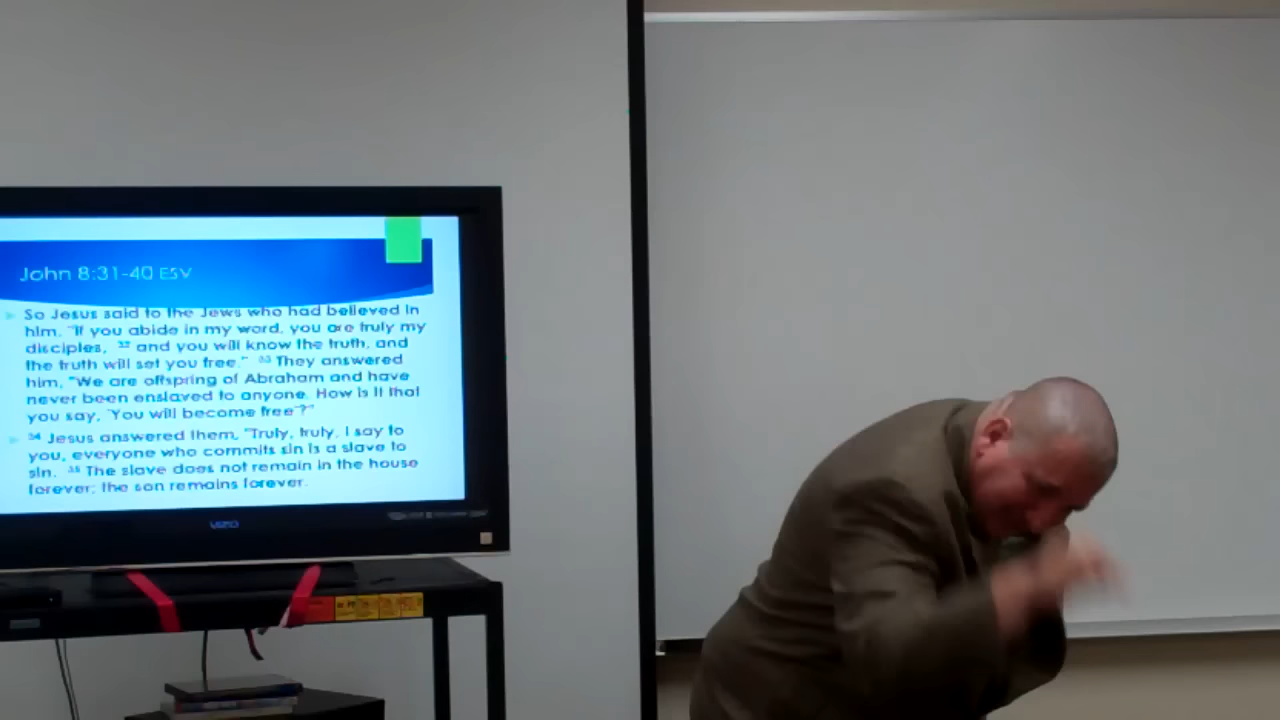 John 8:31-40 ESV
So Jesus said to the Jews who had believed in
him, "If you abide in my word, you are truly my
disciples, 32 and you will know the truth, and
the truth will set you free." 33 They answered
him, "We are offspring of Abraham and have
never been enslaved to anyone. How is it that
you say, 'You will become free'?"
34 Jesus answered them, "Truly, truly, I say to
you, everyone who commits sin is a slave to
sin. 35 The slave does not remain in the house
forever; the son remains forever.
VIZIO